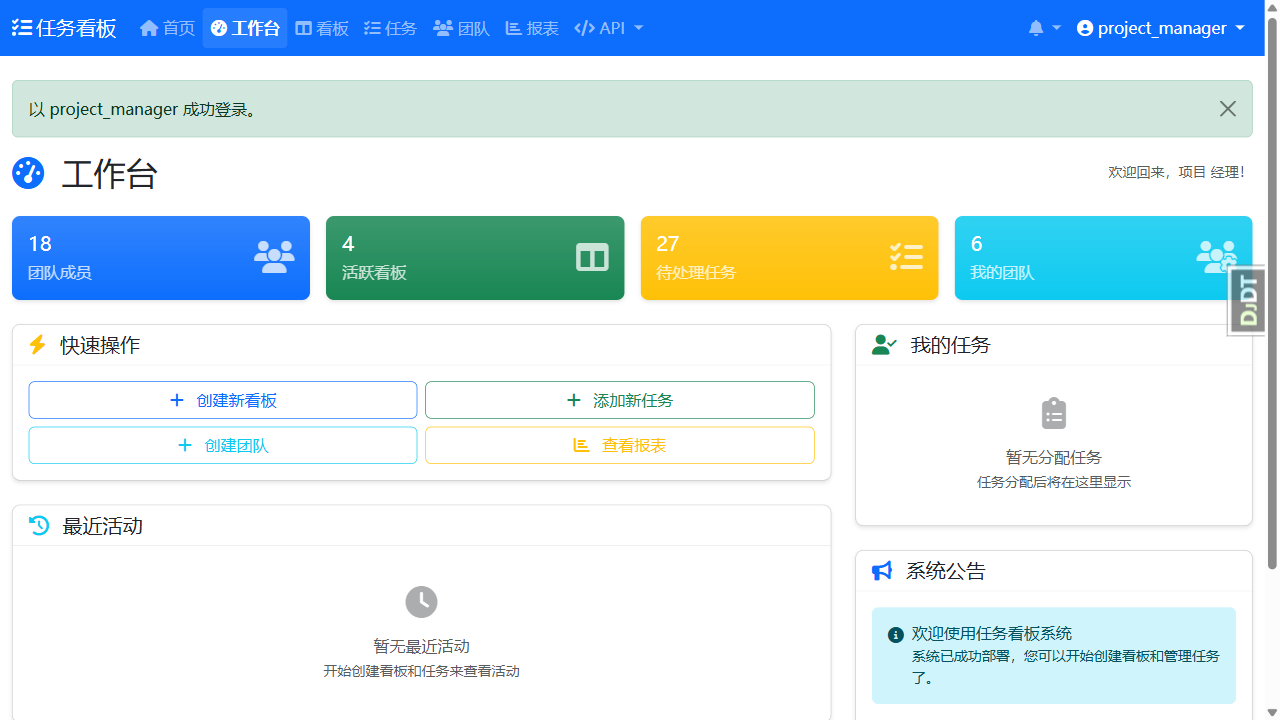 任务看板 首页 工作台 看板 任务 团队 报表 API project_manager
以 project_manager 成功登录。
工作台
欢迎回来，项目 经理！
18
团队成员
4
活跃看板
27
待处理任务
6
我的团队
DjDT
快速操作
创建新看板
添加新任务
创建团队
查看报表
我的任务
暂无分配任务
任务分配后将在这里显示
最近活动
暂无最近活动
开始创建看板和任务来查看活动
系统公告
欢迎使用任务看板系统
系统已成功部署，您可以开始创建看板和管理任务
了。